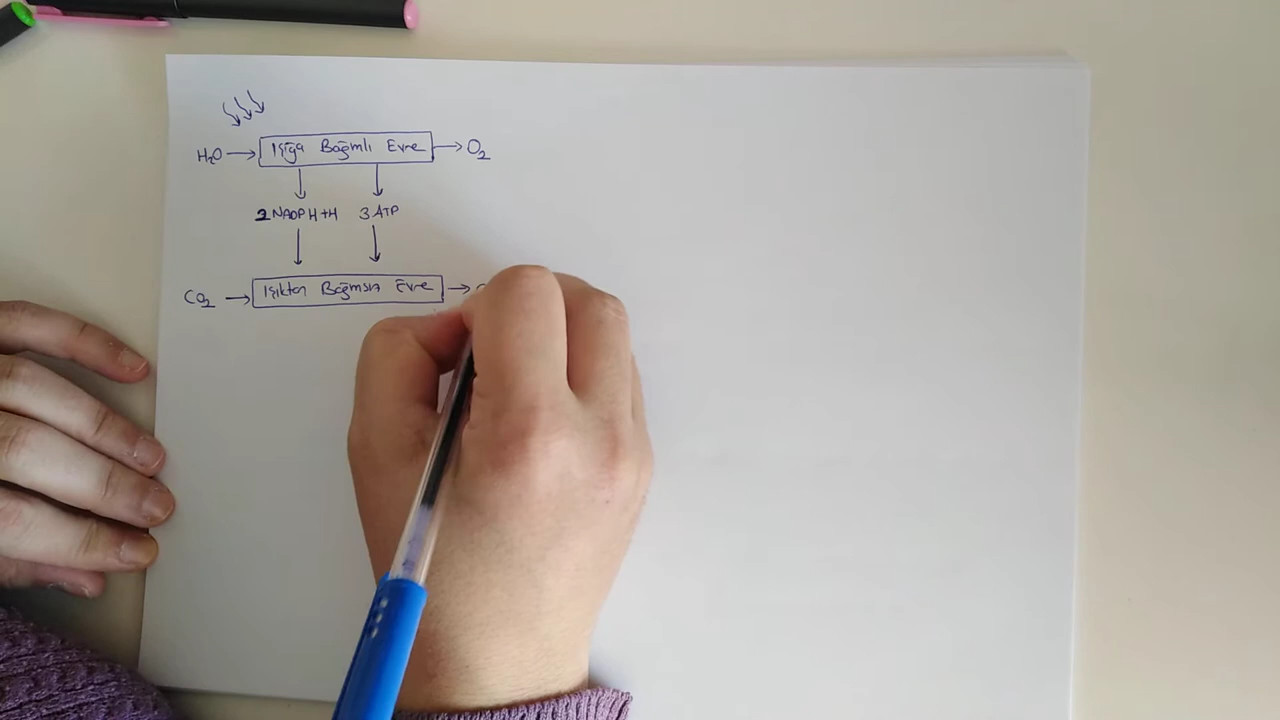 H₂O → Işığa Bağımlı Evre → O₂
2 NADPH+H 3 ATP
CO₂ → Işıktan Bağımsız Evre →